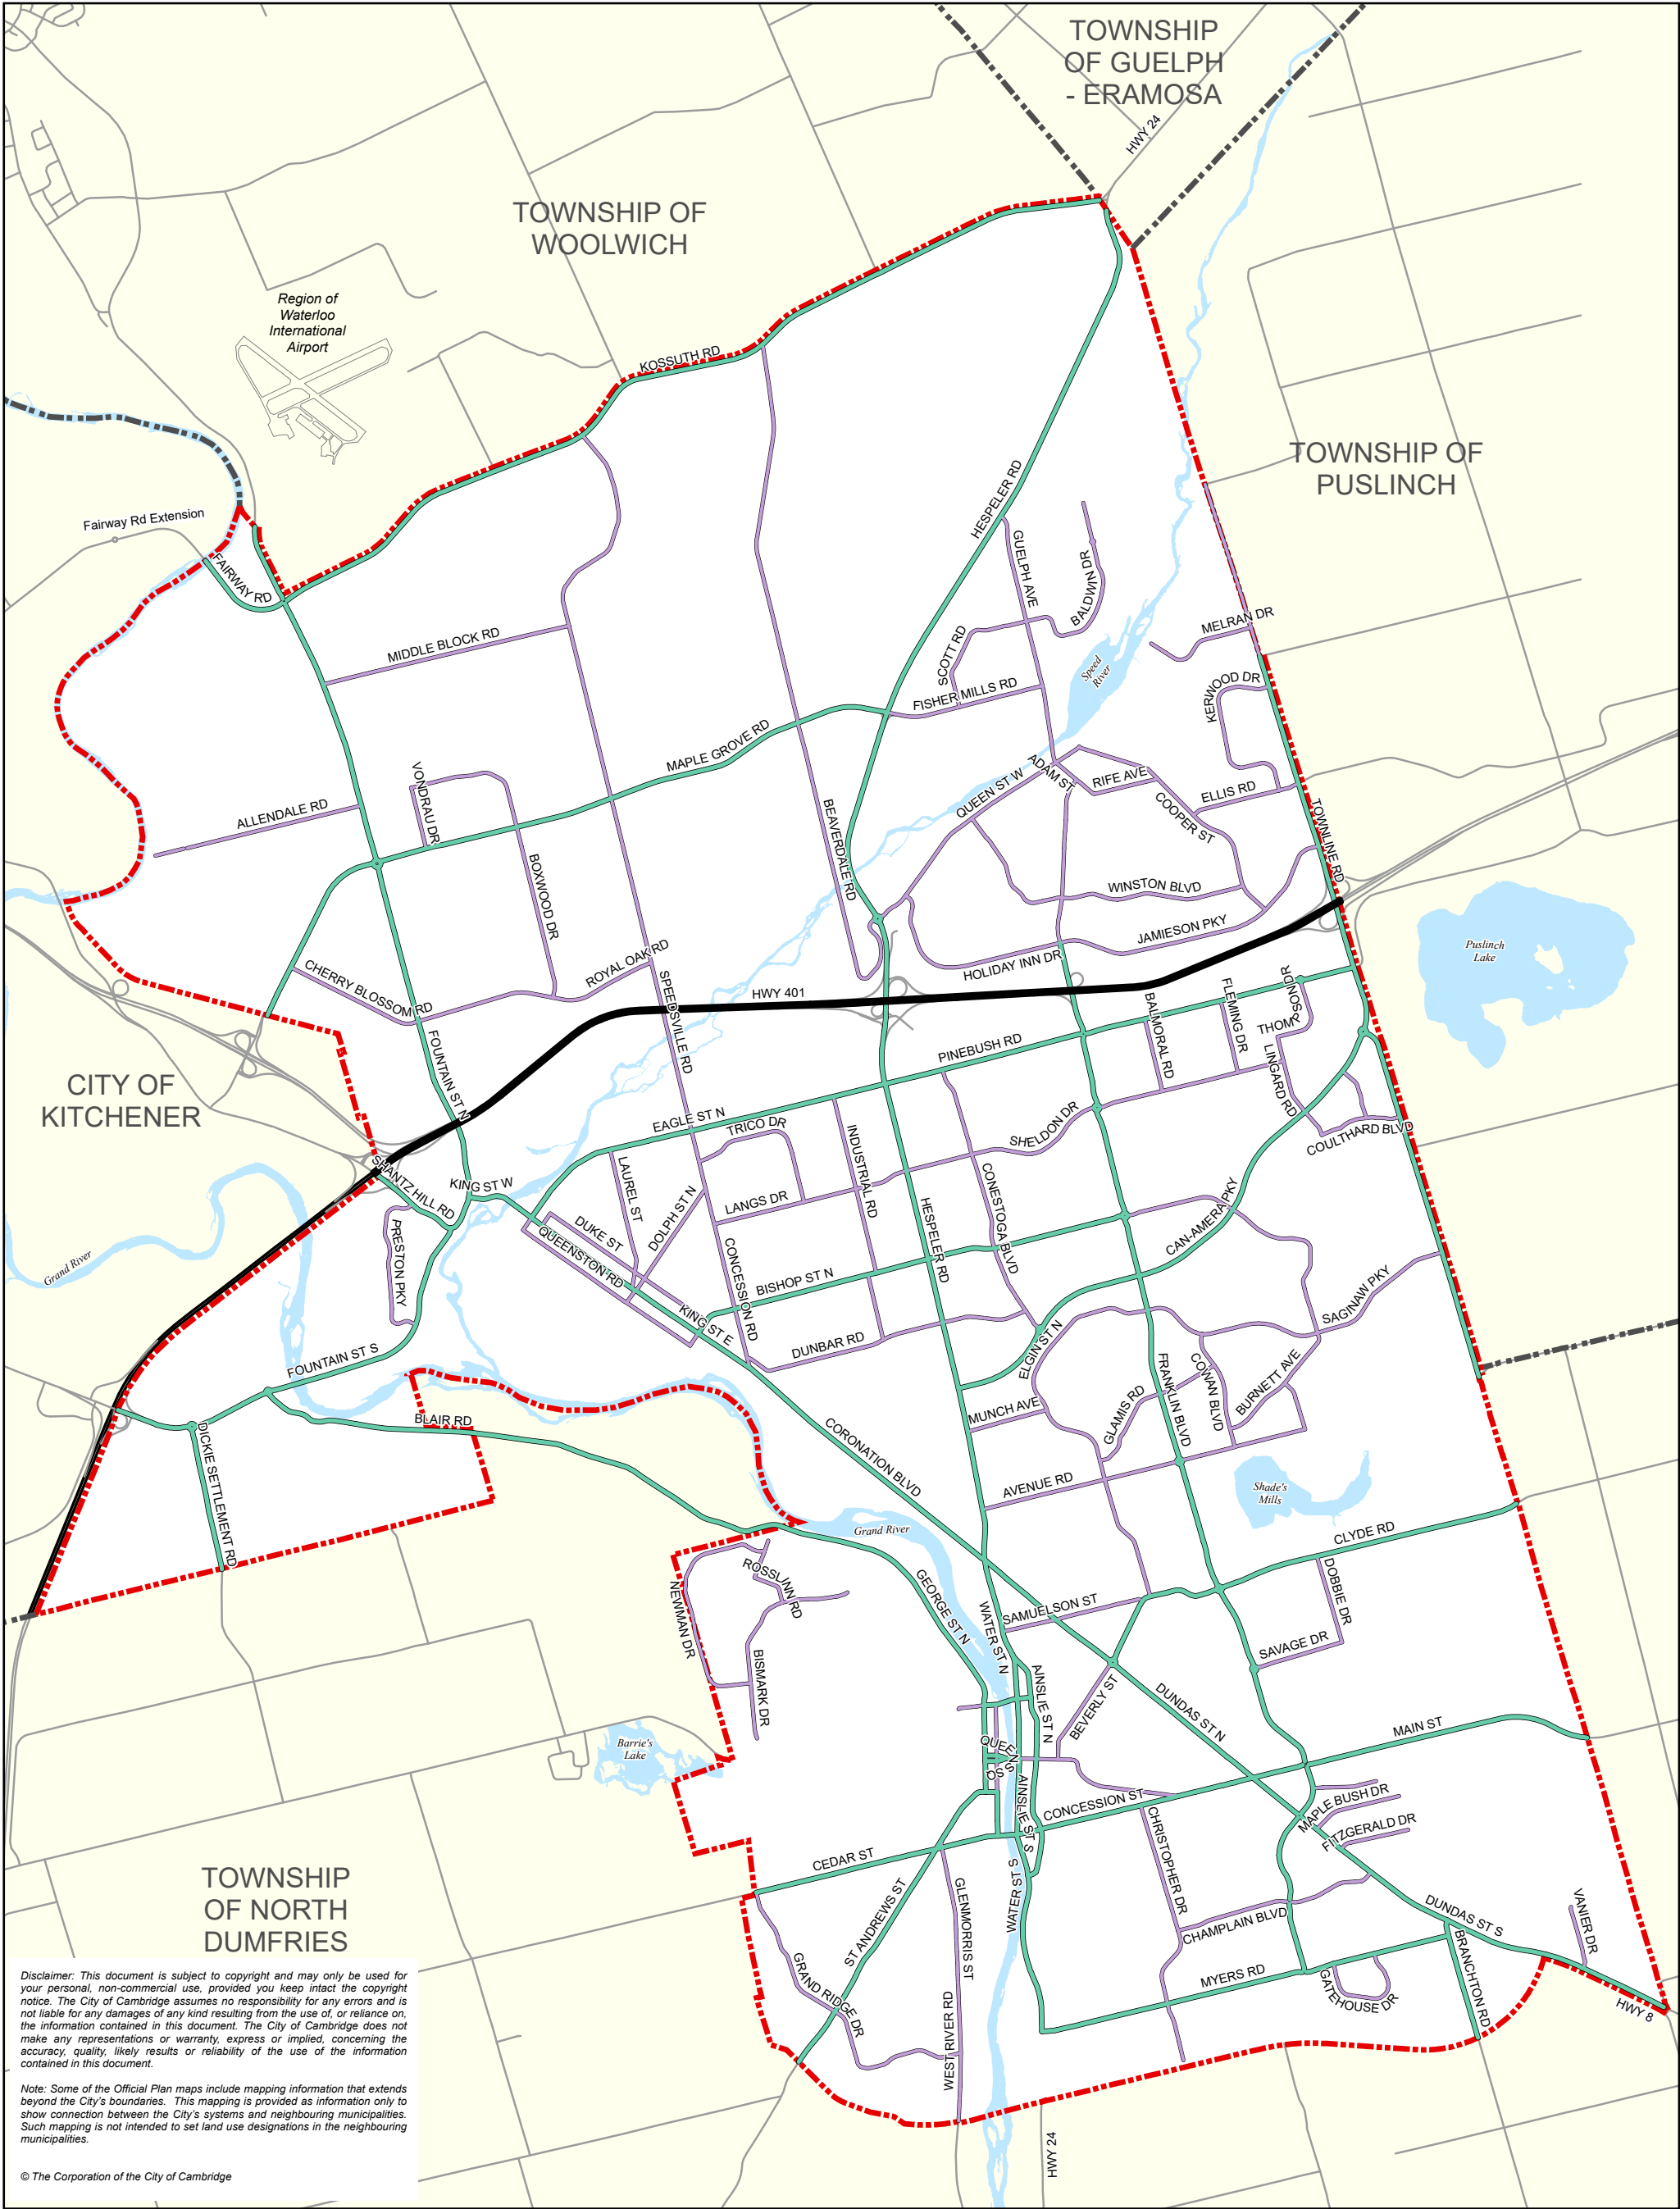 TOWNSHIP
OF GUELPH
- ERAMOSA
HWY 24
TOWNSHIP OF
WOOLWICH
Region of
Waterloo
International
Airport
KOSSUTH RD
TOWNSHIP OF
PUSLINCH
HESPELER RD
Fairway Rd Extension
FAIRWAY RD
GUELPH AVE
BALDWIN DR
MELRAN DR
MIDDLE BLOCK RD
SCOTT RD
Speed
River
FISHER MILLS RD
KERWOOD DR
MAPLE GROVE RD
VONDRAU DR
ALLENDALE RD
QUEEN ST W
ADAM ST
RIFE AVE
COOPER ST
ELLIS RD
TOWNLINE RD
BEAVERDALE RD
BOXWOOD DR
WINSTON BLVD
JAMIESON PKY
HOLIDAY INN DR
ROYAL OAK RD
CHERRY BLOSSOM RD
SPEEDSVILLE RD
HWY 401
Puslinch
Lake
FOUNTAIN ST N
PINEBUSH RD
BALMORAL RD
FLEMING DR
THOMPSON DR
LINGARD RD
CITY OF
KITCHENER
EAGLE ST N
TRICO DR
INDUSTRIAL RD
SHELDON DR
COULTHARD BLVD
SHANTZ HILL RD
KING ST W
LAUREL ST
DOLPH ST N
LANGS DR
CONESTOGA BLVD
HESPELER RD
CAN-AMERA PKY
PRESTON PKY
DUKE ST
QUEENSTON RD
CONCESSION RD
BISHOP ST N
Grand River
SAGINAW PKY
KING ST E
DUNBAR RD
ELGIN ST N
FOUNTAIN ST S
FRANKLIN BLVD
COWAN BLVD
BURNETT AVE
GLAMIS RD
MUNCH AVE
BLAIR RD
DICKIE SETTLEMENT RD
CORONATION BLVD
AVENUE RD
Shade's
Mills
Grand River
CLYDE RD
ROSSLINN RD
NEWMAN DR
GEORGE ST N
WATER ST N
SAMUELSON ST
DOBBIE DR
SAVAGE DR
BISMARK DR
AINSLIE ST N
BEVERLY ST
DUNDAS ST N
MAIN ST
Barrie's
Lake
QUEENS SQ
AINSLIE ST S
CONCESSION ST
MAPLE BUSH DR
FITZGERALD DR
CHRISTOPHER DR
CEDAR ST
TOWNSHIP
OF NORTH
DUMFRIES
ST ANDREWS ST
GLENMORRIS ST
WATER ST S
CHAMPLAIN BLVD
DUNDAS ST S
VANIER DR
BRANCHTON RD
MYERS RD
GATEHOUSE DR
GRAND RIDGE DR
WEST RIVER RD
HWY 8
HWY 24
Disclaimer: This document is subject to copyright and may only be used for
your personal, non-commercial use, provided you keep intact the copyright
notice. The City of Cambridge assumes no responsibility for any errors and is
not liable for any damages of any kind resulting from the use of, or reliance on,
the information contained in this document. The City of Cambridge does not
make any representations or warranty, express or implied, concerning the
accuracy, quality, likely results or reliability of the use of the information
contained in this document.
Note: Some of the Official Plan maps include mapping information that extends
beyond the City's boundaries. This mapping is provided as information only to
show connection between the City's systems and neighbouring municipalities.
Such mapping is not intended to set land use designations in the neighbouring
municipalities.
© The Corporation of the City of Cambridge